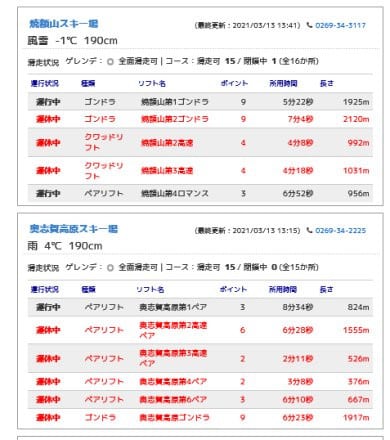 焼額山スキー場 (最終更新：2021/03/13 13:41) 0269-34-3117
風雪 -1℃ 190cm
滑走状況 ゲレンデ：○ 全面滑走可 | コース：滑走可 15 / 閉鎖中 1 (全16か所)
運行状況 種類 リフト名 ポイント 所用時間 長さ
運行中 ゴンドラ 焼額山第1ゴンドラ 9 5分22秒 1925m
運休中 ゴンドラ 焼額山第2ゴンドラ 9 7分4秒 2120m
運休中 クワッドリフト 焼額山第2高速 4 4分8秒 992m
運休中 クワッドリフト 焼額山第3高速 4 4分18秒 1031m
運行中 ペアリフト 焼額山第4ロマンス 3 6分52秒 956m
奥志賀高原スキー場 (最終更新：2021/03/13 13:15) 0269-34-2225
雨 4℃ 190cm
滑走状況 ゲレンデ：○ 全面滑走可 | コース：滑走可 15 / 閉鎖中 0 (全15か所)
運行状況 種類 リフト名 ポイント 所用時間 長さ
運行中 ペアリフト 奥志賀高原第1ペア 3 8分34秒 824m
運休中 ペアリフト 奥志賀高原第2高速ペア 6 6分28秒 1555m
運休中 ペアリフト 奥志賀高原第3高速ペア 2 2分11秒 526m
運休中 ペアリフト 奥志賀高原第4ペア 2 3分8秒 376m
運休中 ペアリフト 奥志賀高原第6ペア 3 6分10秒 667m
運休中 ゴンドラ 奥志賀高原ゴンドラ 9 6分23秒 1917m